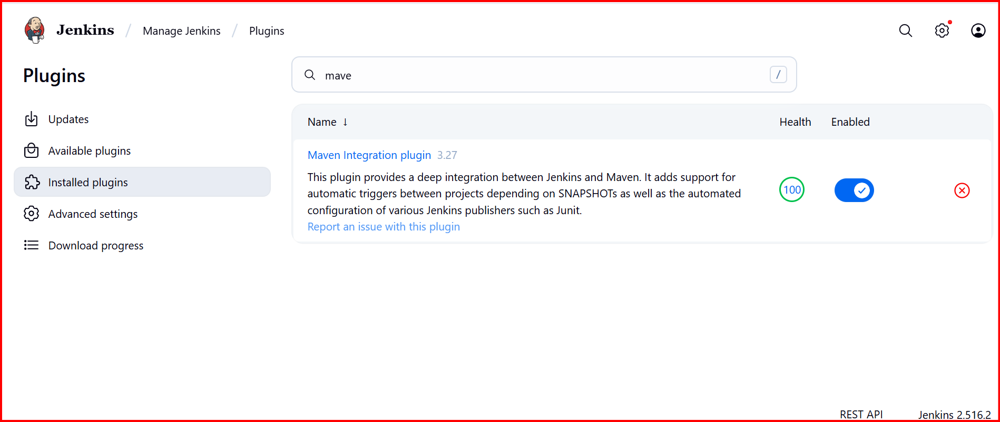 Jenkins / Manage Jenkins / Plugins
Plugins
mave /
Updates
Available plugins
Installed plugins
Advanced settings
Download progress
Name ↓ Health Enabled
Maven Integration plugin 3.27
This plugin provides a deep integration between Jenkins and Maven. It adds support for
automatic triggers between projects depending on SNAPSHOTs as well as the automated
configuration of various Jenkins publishers such as Junit.
Report an issue with this plugin
100
REST API Jenkins 2.516.2